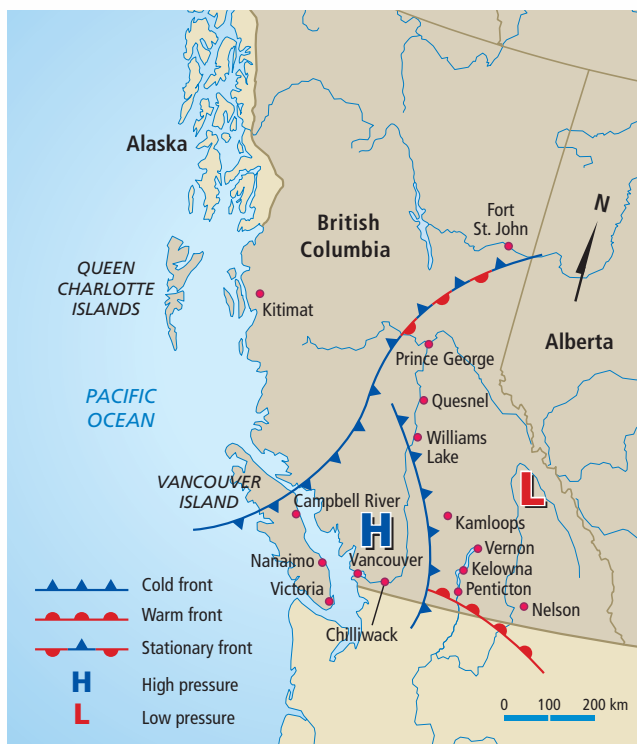 Alaska
British
Columbia
Fort
St. John
N
QUEEN
CHARLOTTE
ISLANDS
Kitimat
Alberta
Prince George
PACIFIC
OCEAN
Quesnel
Williams
Lake
VANCOUVER
ISLAND
Campbell River
L
H
Kamloops
Nanaimo
Vancouver
Vernon
Kelowna
Victoria
Penticton
Nelson
Chilliwack
Cold front
Warm front
Stationary front
H High pressure
L Low pressure
0 100 200 km